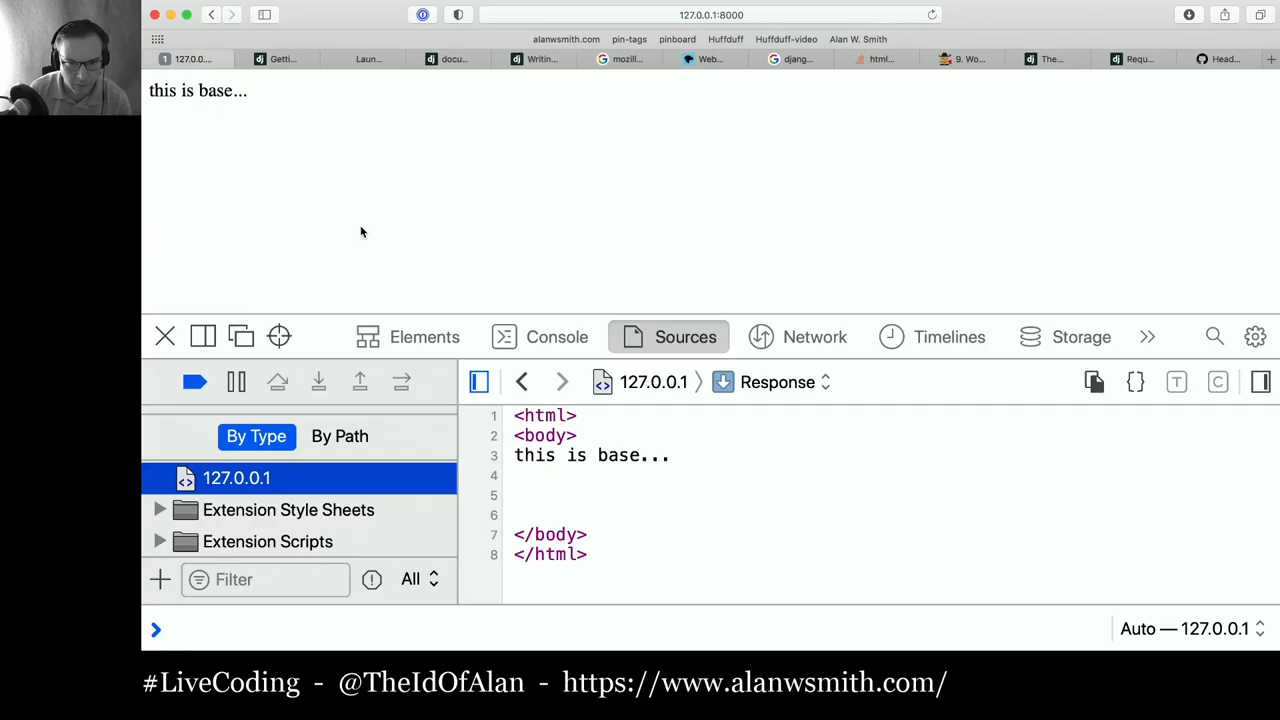 127.0.0.1:8000
alanwsmith.com pin-tags pinboard Huffduff Huffduff-video Alan W. Smith
1 127.0.0.... Getti... Laun... docu... Writin... mozill... Web... djang... html... 9. Wo... The... Requ... Head...
this is base...
Elements Console Sources Network Timelines Storage
127.0.0.1 Response
By Type By Path
127.0.0.1
Extension Style Sheets
Extension Scripts
Filter All
1 <html>
2 <body>
3 this is base...
4
5
6
7 </body>
8 </html>
Auto — 127.0.0.1
#LiveCoding - @TheIdOfAlan - https://www.alanwsmith.com/